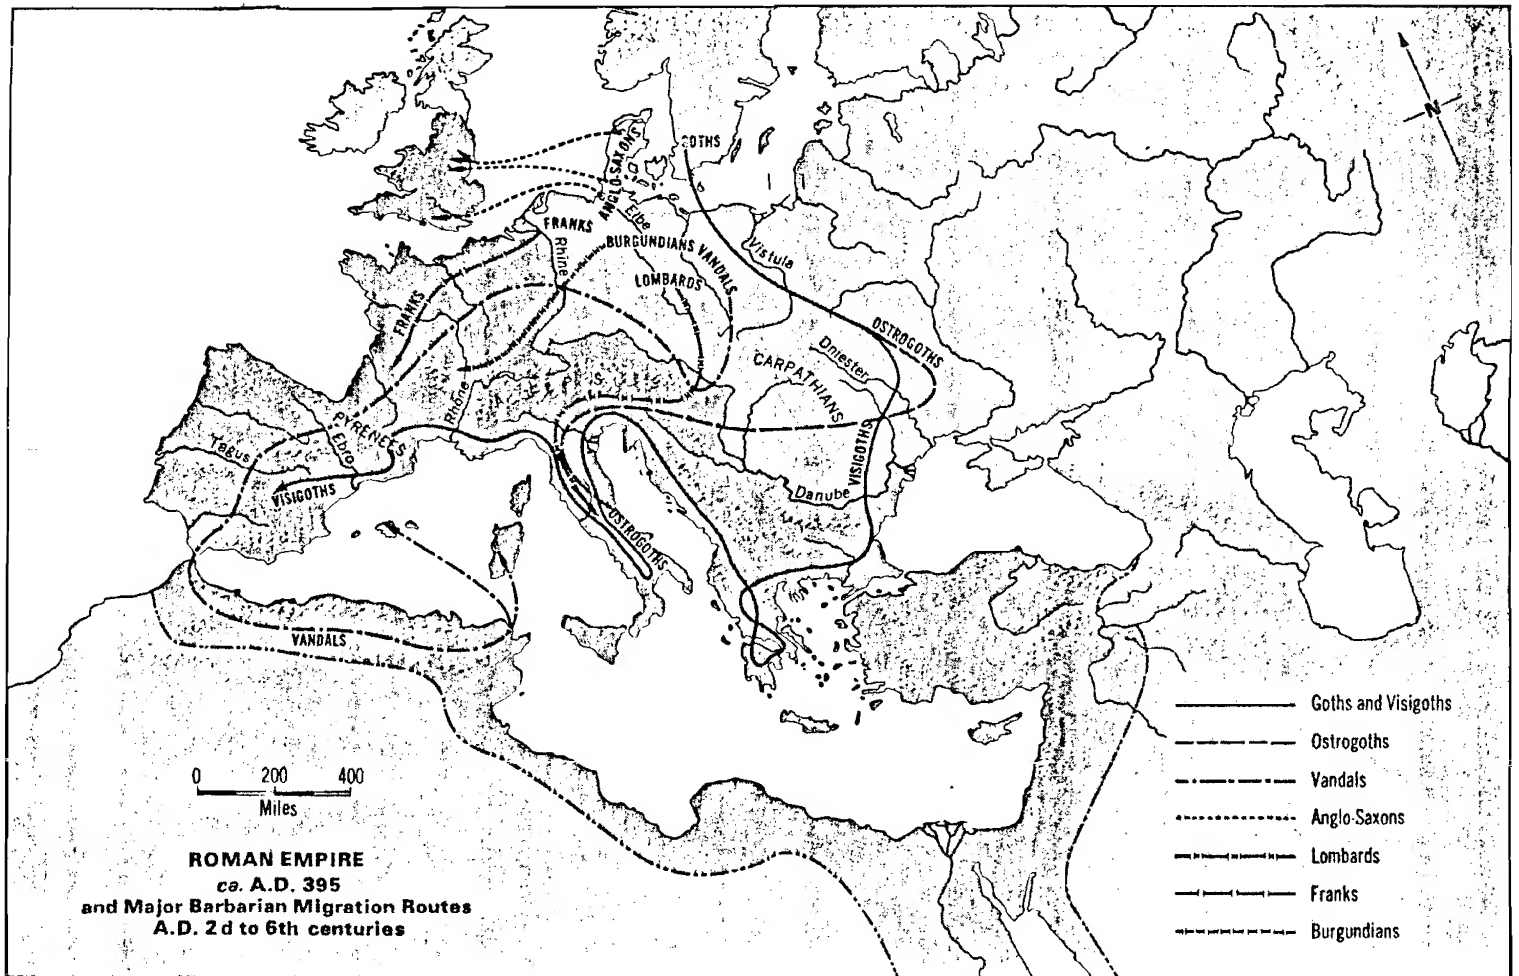 GOTHS
ANGLO-SAXONS
Elbe
FRANKS
Rhine
BURGUNDIANS
VANDALS
Vistula
LOMBARDS
FRANKS
OSTROGOTHS
Dniester
CARPATHIANS
Rhône
PYRENEES
Ebro
Tagus
VISIGOTHS
VISIGOTHS
Danube
OSTROGOTHS
VANDALS
N
Goths and Visigoths
Ostrogoths
Vandals
Anglo-Saxons
Lombards
Franks
Burgundians
0 200 400
Miles
ROMAN EMPIRE
ca. A.D. 395
and Major Barbarian Migration Routes
A.D. 2d to 6th centuries